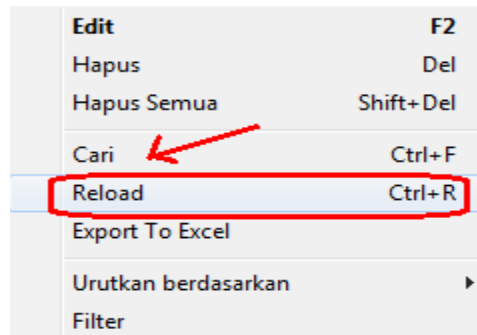 Edit F2
Hapus Del
Hapus Semua Shift+Del
Cari Ctrl+F
Reload Ctrl+R
Export To Excel
Urutkan berdasarkan
Filter